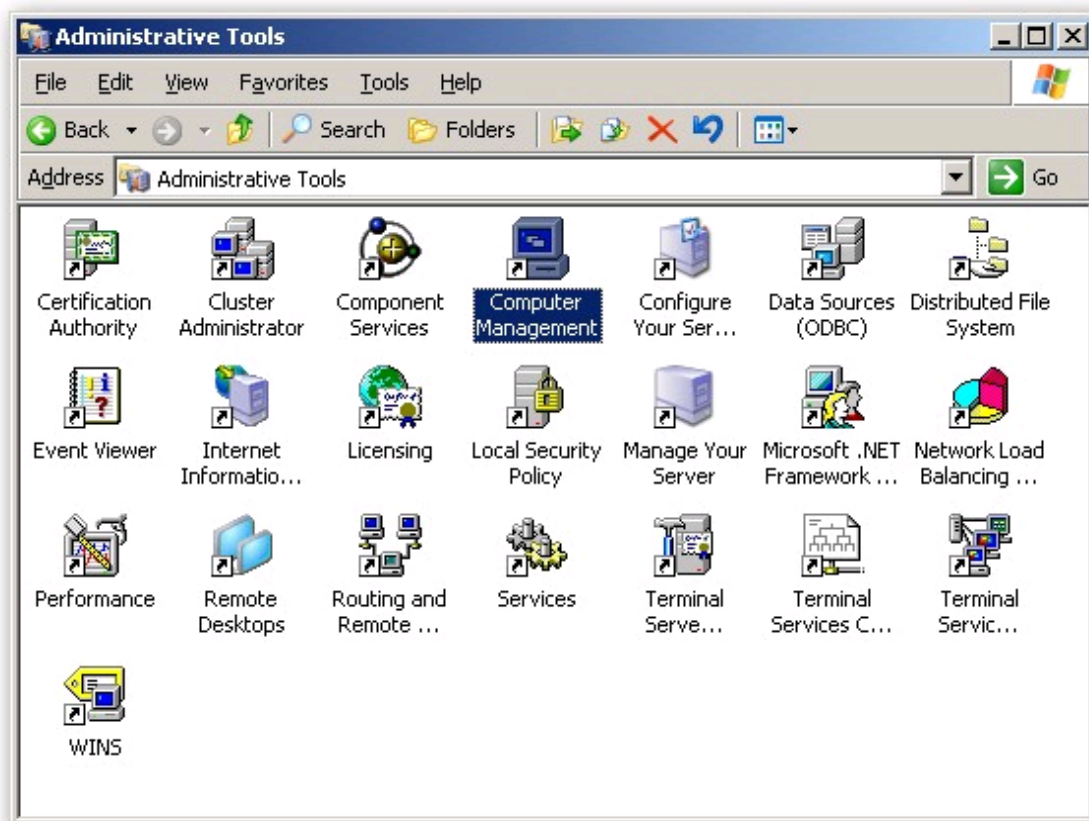 Administrative Tools
File Edit View Favorites Tools Help
Back Search Folders
Address Administrative Tools Go
Certification Authority
Cluster Administrator
Component Services
Computer Management
Configure Your Ser...
Data Sources (ODBC)
Distributed File System
Event Viewer
Internet Informatio...
Licensing
Local Security Policy
Manage Your Server
Microsoft .NET Framework ...
Network Load Balancing ...
Performance
Remote Desktops
Routing and Remote ...
Services
Terminal Serve...
Terminal Services C...
Terminal Servic...
WINS